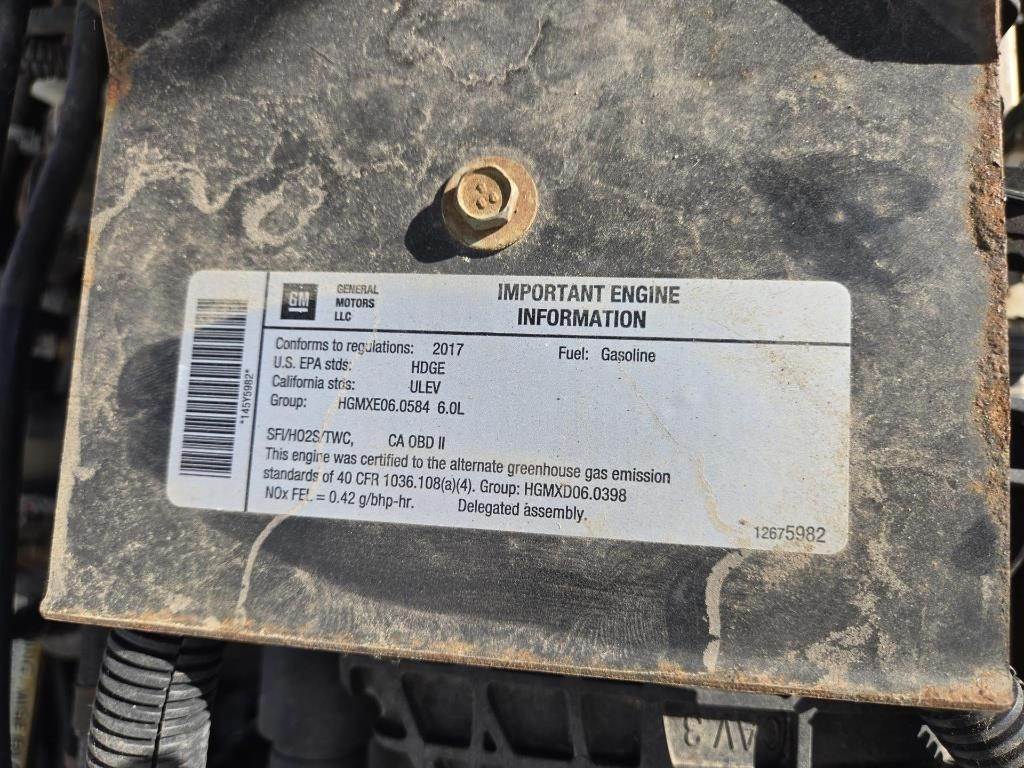 GM
GENERAL
MOTORS
LLC
IMPORTANT ENGINE
INFORMATION
*145Y5982*
Conforms to regulations: 2017
Fuel: Gasoline
U.S. EPA stds: HDGE
California stds: ULEV
Group: HGMXE06.0584 6.0L
SFI/HO2S/TWC, CA OBD II
This engine was certified to the alternate greenhouse gas emission
standards of 40 CFR 1036.108(a)(4). Group: HGMXD06.0398
NOx FEL = 0.42 g/bhp-hr. Delegated assembly.
12675982
CAV 3